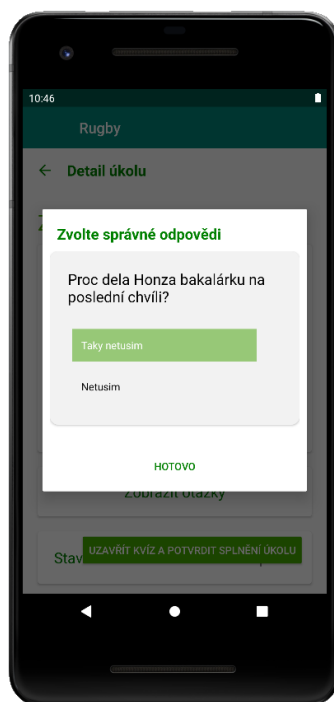 10:46
Rugby
Detail úkolu
Zvolte správné odpovědi
Proc dela Honza bakalárku na
poslední chvíli?
Taky netusim
Netusim
HOTOVO
Zobrazit otázky
Stav
UZAVŘÍT KVÍZ A POTVRDIT SPLNĚNÍ ÚKOLU